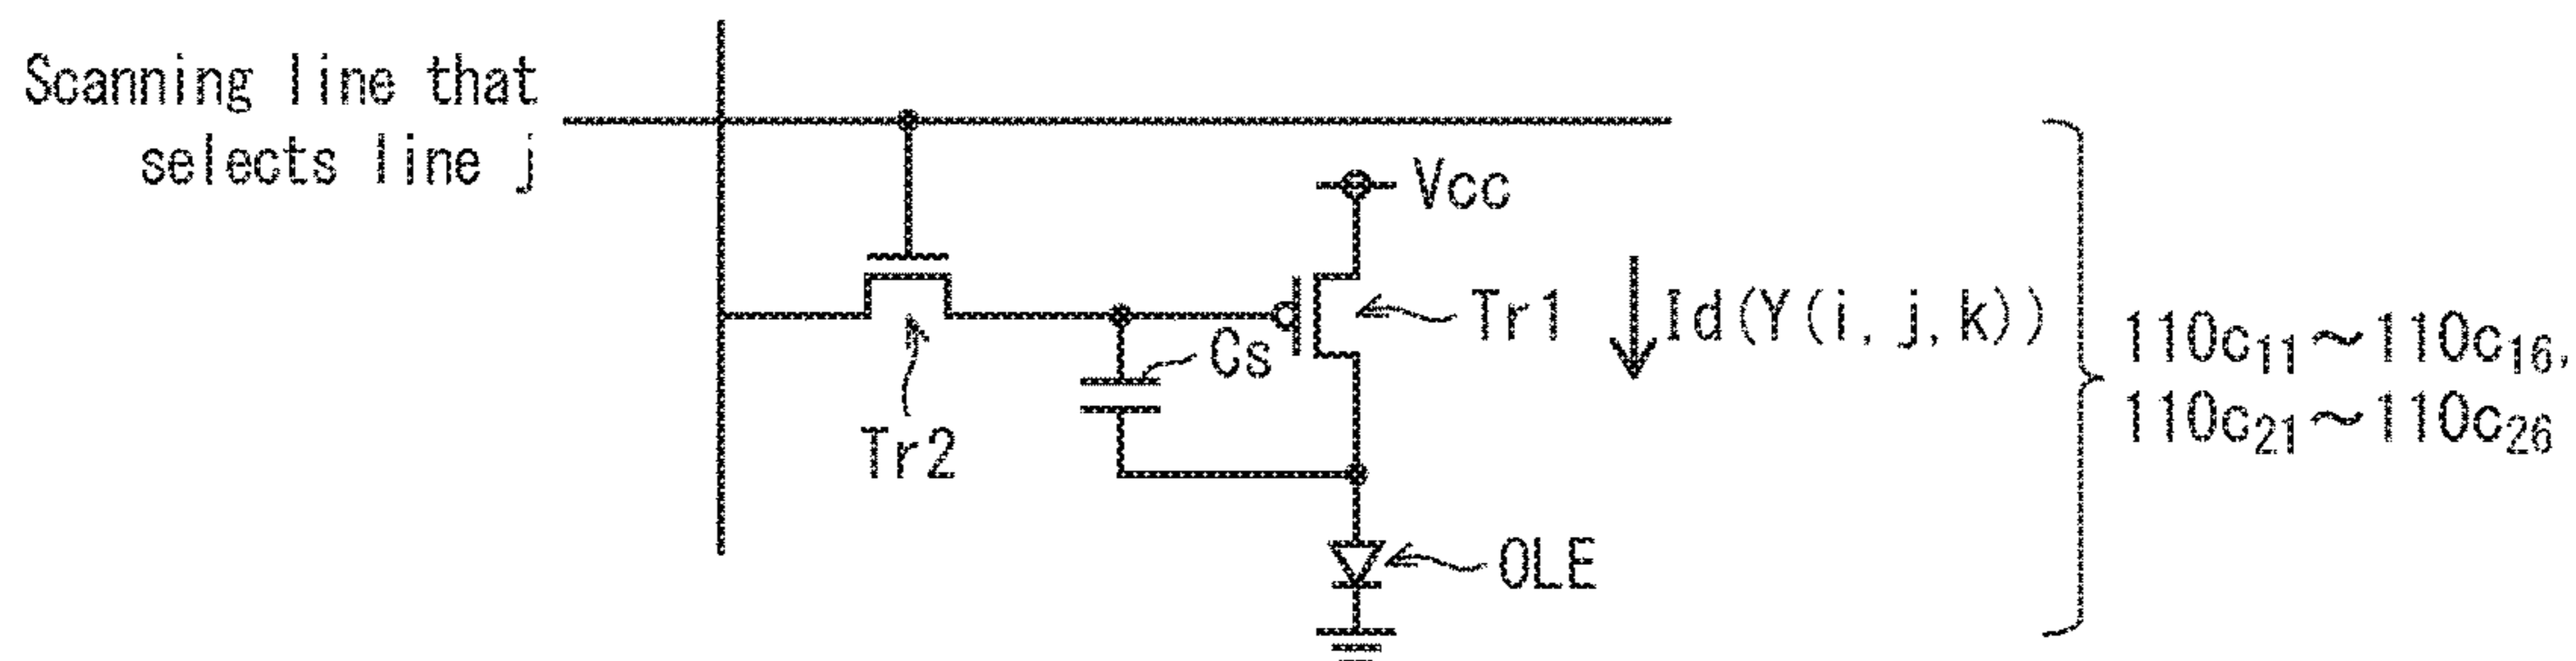 Scanning line that
selects line j
Vcc
Tr1
Id(Y(i, j, k))
Cs
Tr2
OLE
110c₁₁~110c₁₆,
110c₂₁~110c₂₆